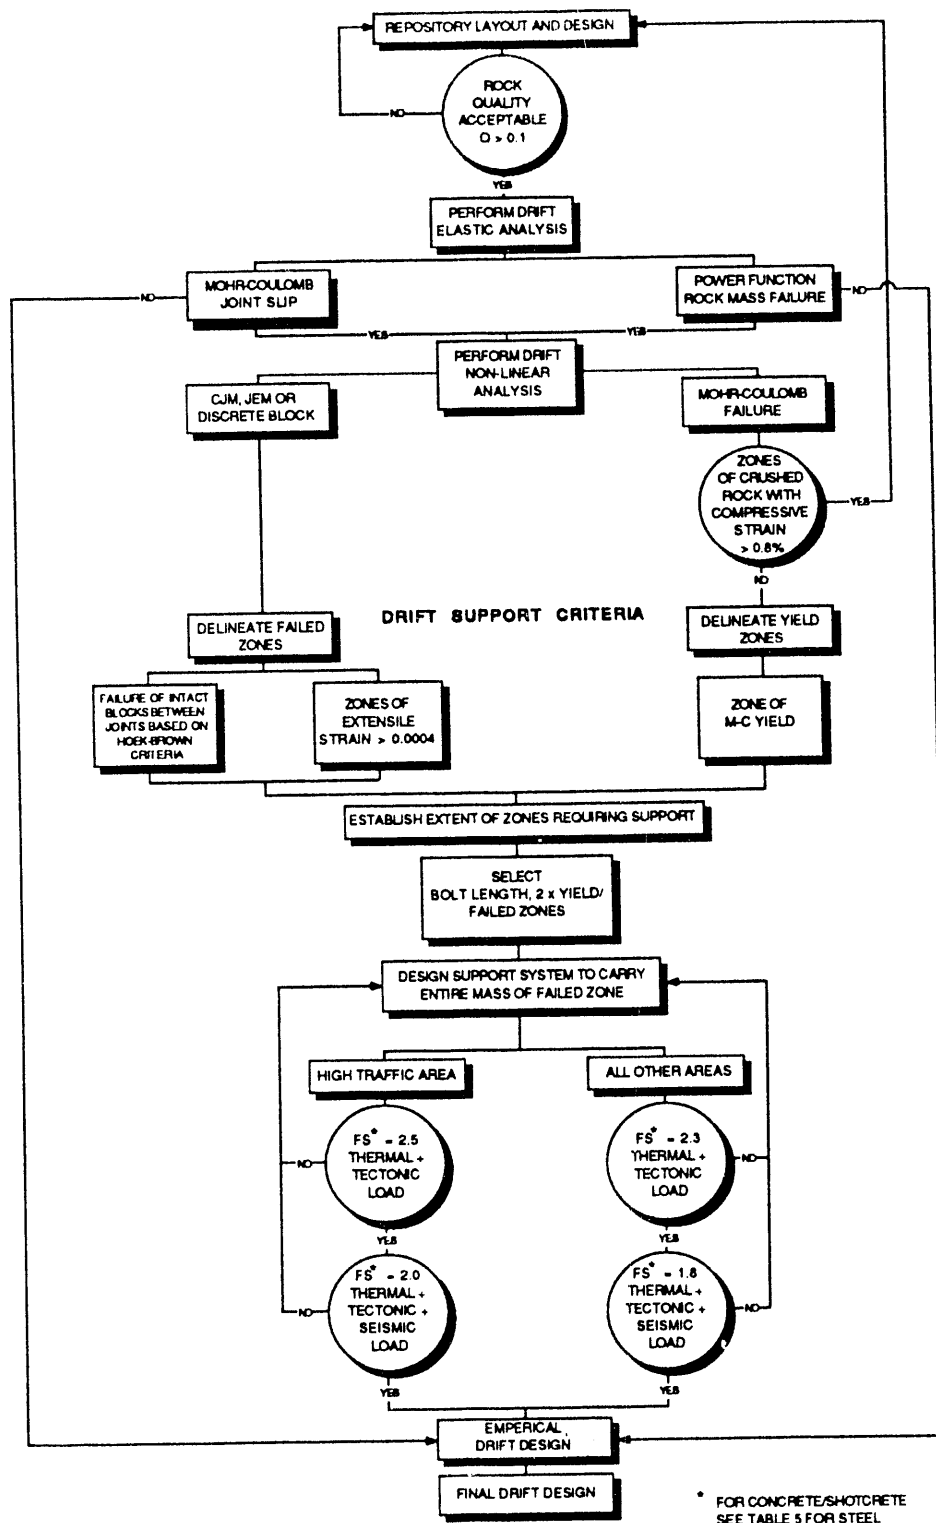 REPOSITORY LAYOUT AND DESIGN
ROCK
QUALITY
ACCEPTABLE
Q > 0.1
NO
YES
PERFORM DRIFT
ELASTIC ANALYSIS
MOHR-COULOMB
JOINT SLIP
NO
POWER FUNCTION
ROCK MASS FAILURE
NO
YES
YES
PERFORM DRIFT
NON-LINEAR
ANALYSIS
CJM, JEM OR
DISCRETE BLOCK
MOHR-COULOMB
FAILURE
ZONES
OF CRUSHED
ROCK WITH
COMPRESSIVE
STRAIN
> 0.8%
YES
NO
DRIFT SUPPORT CRITERIA
DELINEATE FAILED
ZONES
DELINEATE YIELD
ZONES
FAILURE OF INTACT
BLOCKS BETWEEN
JOINTS BASED ON
HOEK-BROWN
CRITERIA
ZONES OF
EXTENSILE
STRAIN > 0.0004
ZONE OF
M-C YIELD
ESTABLISH EXTENT OF ZONES REQUIRING SUPPORT
SELECT
BOLT LENGTH, 2 x YIELD/
FAILED ZONES
DESIGN SUPPORT SYSTEM TO CARRY
ENTIRE MASS OF FAILED ZONE
HIGH TRAFFIC AREA
ALL OTHER AREAS
FS* = 2.5
THERMAL +
TECTONIC
LOAD
NO
YES
FS* = 2.3
THERMAL +
TECTONIC
LOAD
NO
YES
FS* = 2.0
THERMAL +
TECTONIC +
SEISMIC
LOAD
NO
YES
FS* = 1.8
THERMAL +
TECTONIC +
SEISMIC
LOAD
NO
YES
EMPERICAL
DRIFT DESIGN
FINAL DRIFT DESIGN
* FOR CONCRETE/SHOTCRETE
SEE TABLE 5 FOR STEEL